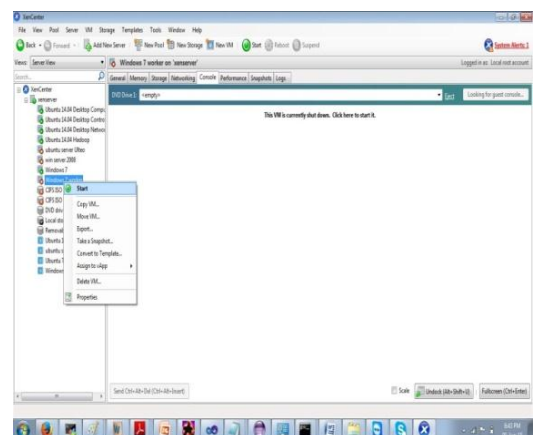 XenCenter
File View Pool Server VM Storage Templates Tools Window Help
Back Forward Add New Server New Pool New Storage New VM Start Reboot Suspend System Alerts: 1
Views: Server View Windows 7 worker on 'xenserver' Logged in as: Local root account
Search... General Memory Storage Networking Console Performance Snapshots Logs
XenCenter DVD Drive 1: <empty> Eject Looking for guest console...
xenserver
Ubuntu 14.04 Desktop Compu
Ubuntu 14.04 Desktop Contro
Ubuntu 14.04 Desktop Networ
Ubuntu 14.04 Hadoop
ubuntu server
win server 2008
Windows 7
This VM is currently shut down. Click here to start it.
CIFS ISO
CIFS ISO
DVD driv
Local sto
Removab
Ubuntu 1
ubuntu s
Ubuntu T
Window
Start
Copy VM...
Move VM...
Export...
Take a Snapshot...
Convert to Template...
Assign to vApp
Delete VM...
Properties
Send Ctrl+Alt+Del (Ctrl+Alt+Insert) Scale Undock (Alt+Shift+U) Fullscreen (Ctrl+Enter)